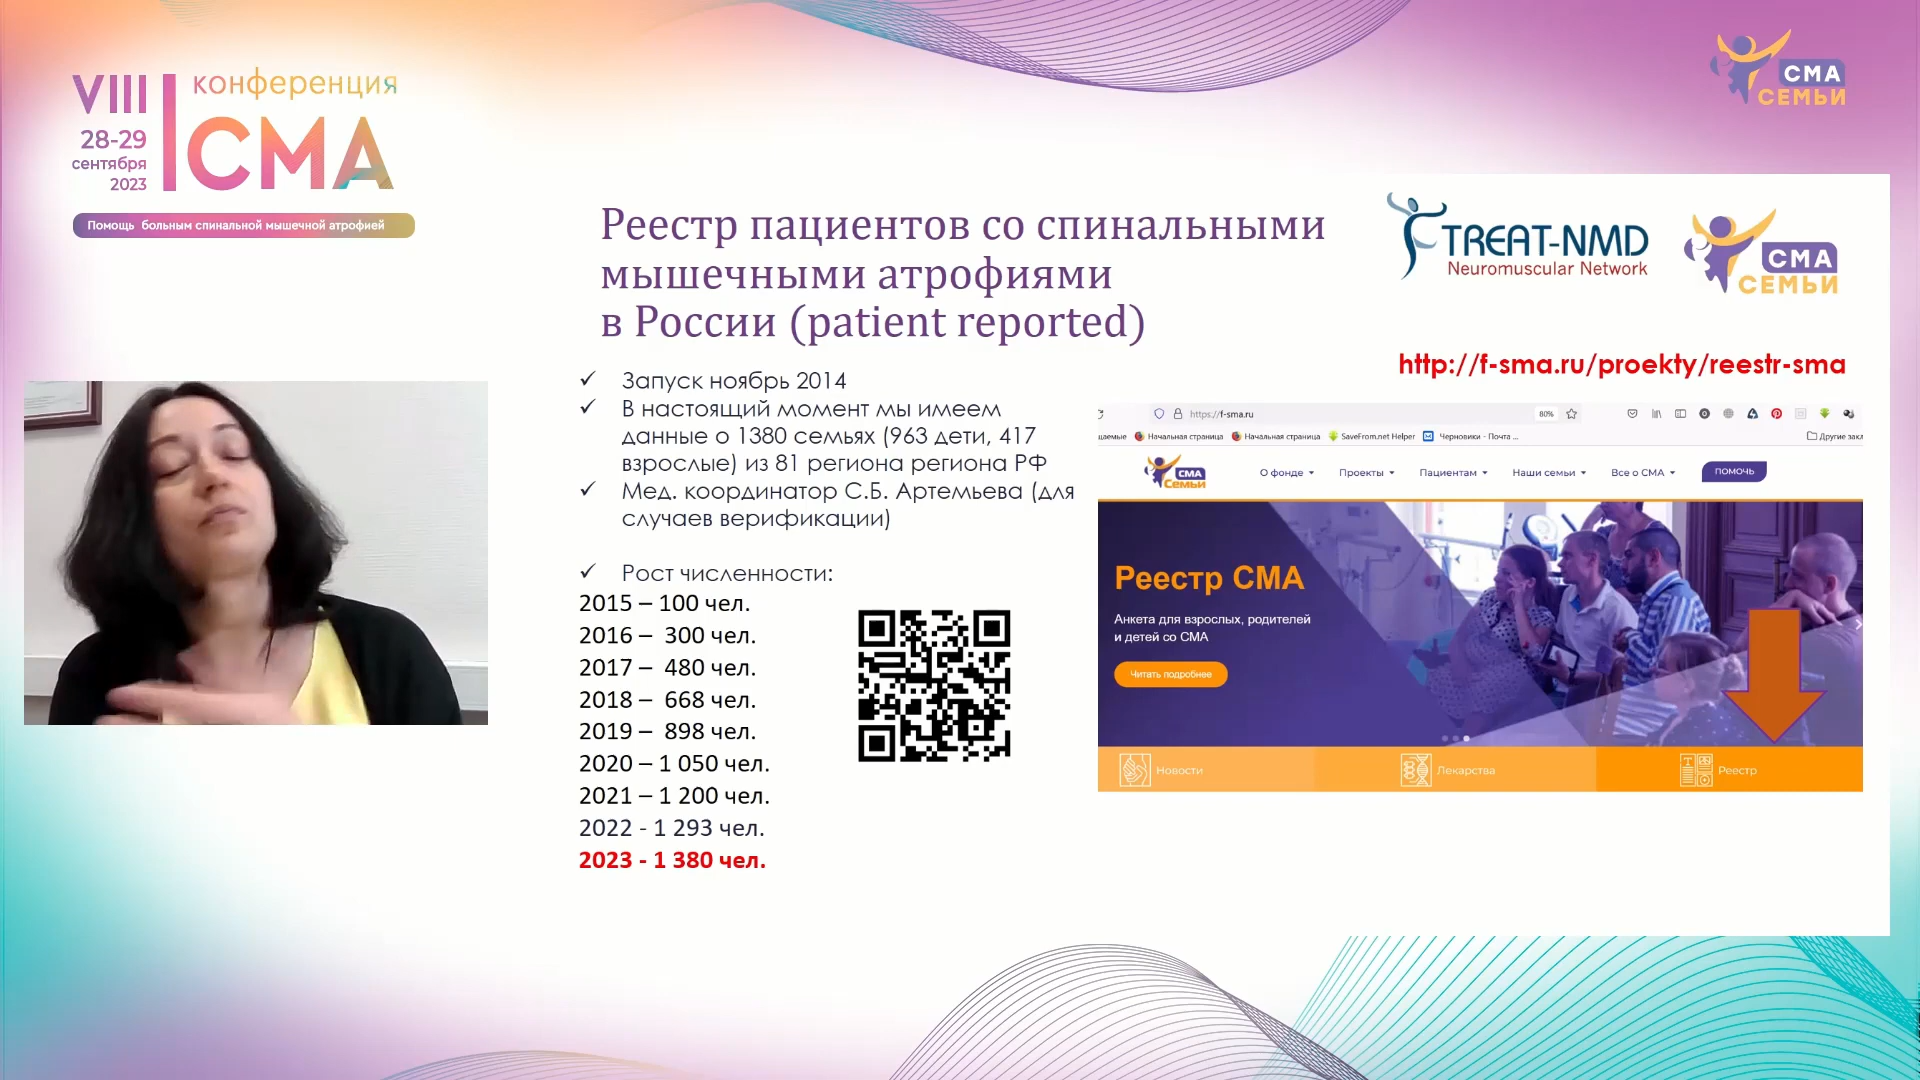 VIII
конференция
28-29
сентября
2023
СМА
Помощь больным спинальной мышечной атрофией
СМА
СЕМЬИ
Реестр пациентов со спинальными
мышечными атрофиями
в России (patient reported)
TREAT-NMD
Neuromuscular Network
СМА
СЕМЬИ
http://f-sma.ru/proekty/reestr-sma
✓ Запуск ноябрь 2014
✓ В настоящий момент мы имеем
данные о 1380 семьях (963 дети, 417
взрослые) из 81 региона региона РФ
✓ Мед. координатор С.Б. Артемьева (для
случаев верификации)
✓ Рост численности:
2015 – 100 чел.
2016 – 300 чел.
2017 – 480 чел.
2018 – 668 чел.
2019 – 898 чел.
2020 – 1 050 чел.
2021 – 1 200 чел.
2022 - 1 293 чел.
2023 - 1 380 чел.
https://f-sma.ru
80%
щаемые Начальная страница Начальная страница SaveFrom.net Helper Черновики - Почта ... Другие закл
СМА
Семьи
О фонде Проекты Пациентам Наши семьи Все о СМА ПОМОЧЬ
Реестр СМА
Анкета для взрослых, родителей
и детей со СМА
Читать подробнее
Новости Лекарства Реестр